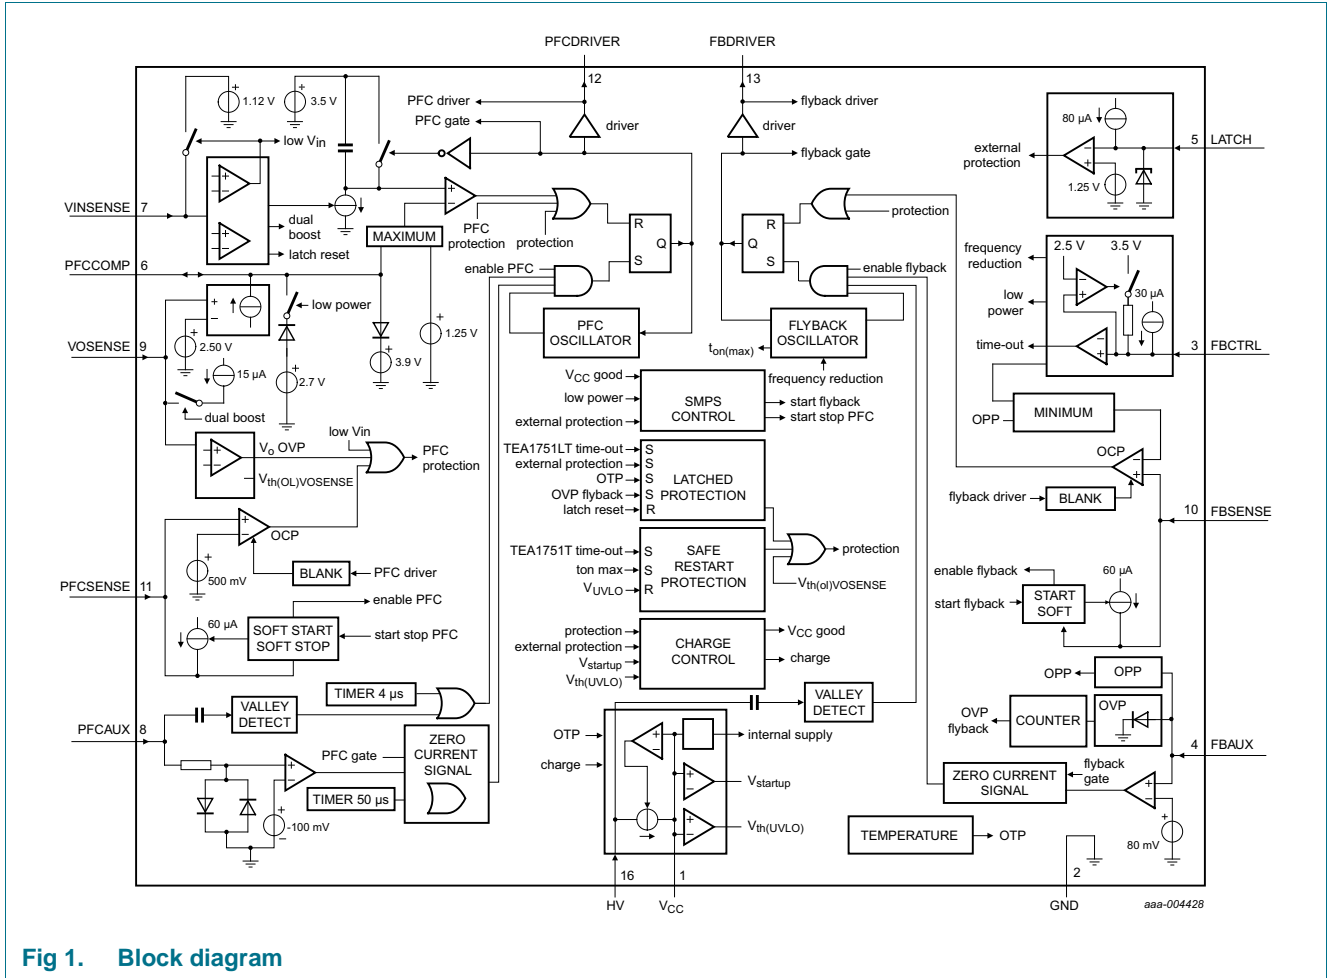 PFCDRIVER
FBDRIVER
12
13
1.12 V
3.5 V
PFC driver
PFC gate
driver
flyback driver
driver
flyback gate
low Vin
80 µA
external
protection
1.25 V
5
LATCH
VINSENSE
7
dual
boost
latch reset
MAXIMUM
PFC
protection
protection
R
Q
S
R
Q
S
protection
PFCCOMP
6
enable PFC
enable flyback
2.5 V
3.5 V
frequency
reduction
low
power
30 µA
time-out
3
FBCTRL
low power
VOSENSE
9
2.50 V
15 µA
2.7 V
3.9 V
1.25 V
dual boost
PFC
OSCILLATOR
FLYBACK
OSCILLATOR
ton(max)
frequency reduction
VCC good
low power
external protection
SMPS
CONTROL
start flyback
start stop PFC
OPP
MINIMUM
low Vin
Vo OVP
Vth(OL)VOSENSE
PFC
protection
TEA1751LT time-out
external protection
OTP
OVP flyback
latch reset
S
S
S
S
R
LATCHED
PROTECTION
OCP
flyback driver
BLANK
10
FBSENSE
OCP
500 mV
BLANK
PFC driver
PFCSENSE
11
enable PFC
60 µA
SOFT START
SOFT STOP
start stop PFC
TEA1751T time-out
ton max
VUVLO
S
S
R
SAFE
RESTART
PROTECTION
protection
Vth(ol)VOSENSE
enable flyback
start flyback
START
SOFT
60 µA
protection
external protection
Vstartup
Vth(UVLO)
CHARGE
CONTROL
VCC good
charge
OPP
OPP
OVP
flyback
COUNTER
OVP
TIMER 4 µs
VALLEY
DETECT
VALLEY
DETECT
PFCAUX
8
PFC gate
ZERO
CURRENT
SIGNAL
TIMER 50 µs
-100 mV
OTP
charge
internal supply
Vstartup
Vth(UVLO)
4
FBAUX
flyback
gate
ZERO CURRENT
SIGNAL
80 mV
TEMPERATURE
OTP
16
1
2
HV
VCC
GND
aaa-004428
Fig 1. Block diagram